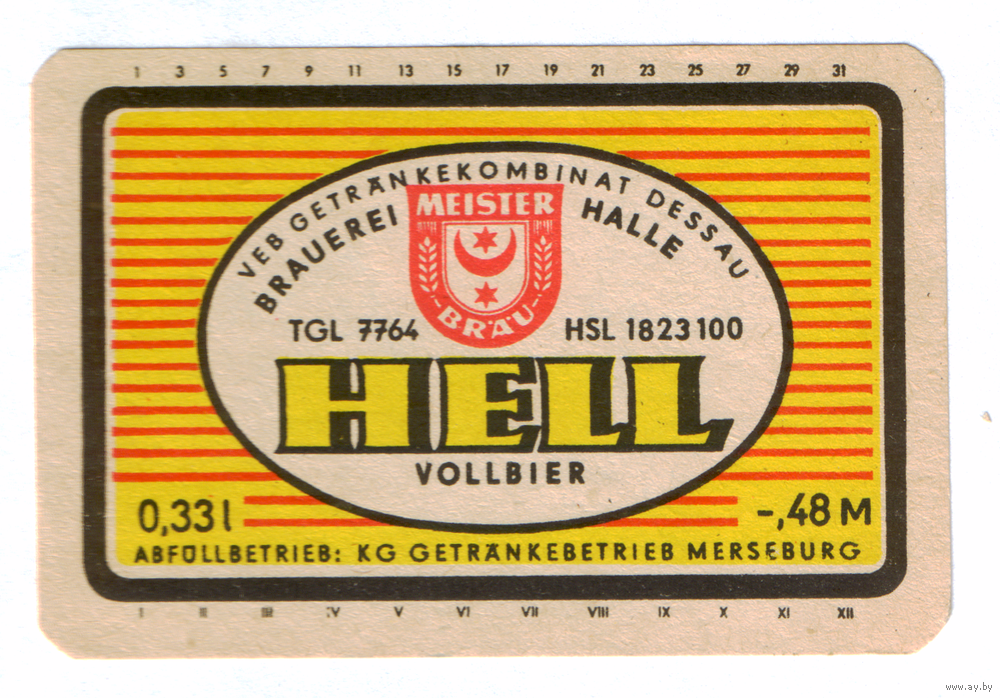 1 3 5 7 9 11 13 15 17 19 21 23 25 27 29 31
VEB GETRÄNKEKOMBINAT DESSAU
BRAUEREI HALLE
MEISTER
BRÄU
TGL 7764 HSL 1823100
HELL
VOLLBIER
0,33 l -,48 M
ABFÜLLBETRIEB: KG GETRÄNKEBETRIEB MERSEBURG
I II III IV V VI VII VIII IX X XI XII
www.ay.by